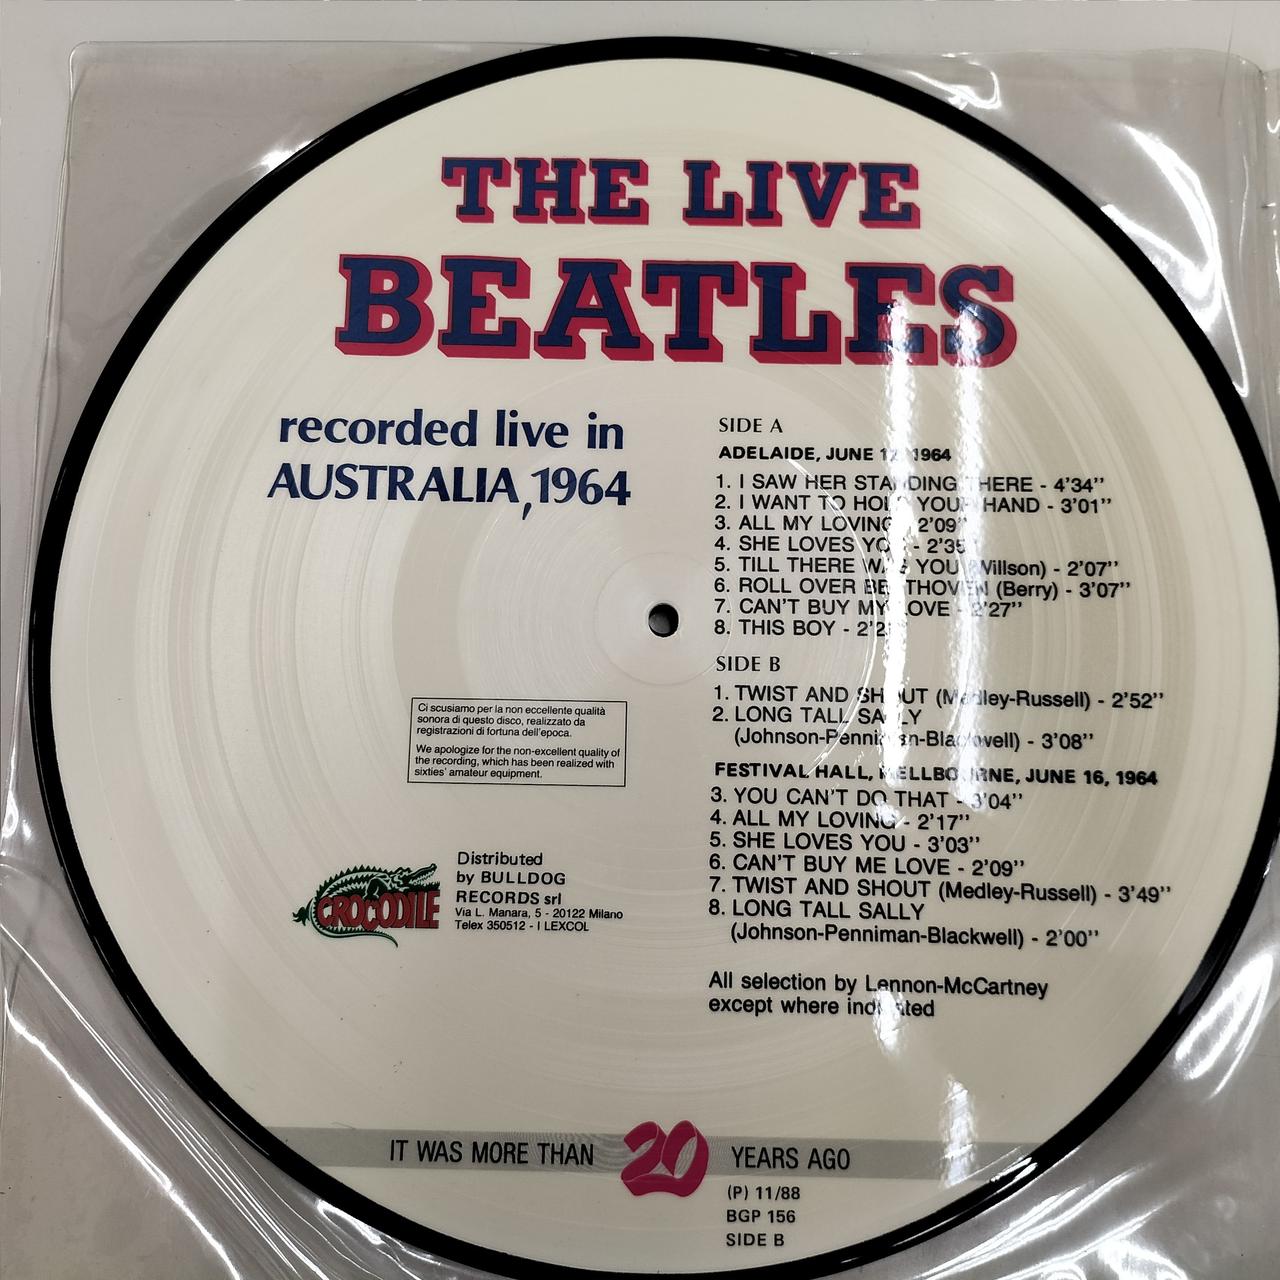 THE LIVE
BEATLES
recorded live in
AUSTRALIA, 1964
SIDE A
ADELAIDE, JUNE 12, 1964
1. I SAW HER STANDING THERE - 4'34''
2. I WANT TO HOLD YOUR HAND - 3'01''
3. ALL MY LOVING - 2'09''
4. SHE LOVES YOU - 2'35
5. TILL THERE WAS YOU (Willson) - 2'07''
6. ROLL OVER BEETHOVEN (Berry) - 3'07''
7. CAN'T BUY MY LOVE - 2'27''
8. THIS BOY -
SIDE B
1. TWIST AND SHOUT (Medley-Russell) - 2'52''
2. LONG TALL SALLY
(Johnson-Penniman-Blackwell) - 3'08''
FESTIVAL HALL, MELLBOURNE, JUNE 16, 1964
3. YOU CAN'T DO THAT - 3'04''
4. ALL MY LOVING - 2'17''
5. SHE LOVES YOU - 3'03''
6. CAN'T BUY ME LOVE - 2'09''
7. TWIST AND SHOUT (Medley-Russell) - 3'49''
8. LONG TALL SALLY
(Johnson-Penniman-Blackwell) - 2'00''
All selection by Lennon-McCartney
except where indicated
Ci scusiamo per la non eccellente qualità
sonora di questo disco, realizzato da
registrazioni di fortuna dell'epoca.
We apologize for the non-excellent quality of
the recording, which has been realized with
sixties' amateur equipment.
CROCODILE
Distributed
by BULLDOG
RECORDS srl
Via L. Manara, 5 - 20122 Milano
Telex 350512 - I LEXCOL
IT WAS MORE THAN 20 YEARS AGO
(P) 11/88
BGP 156
SIDE B